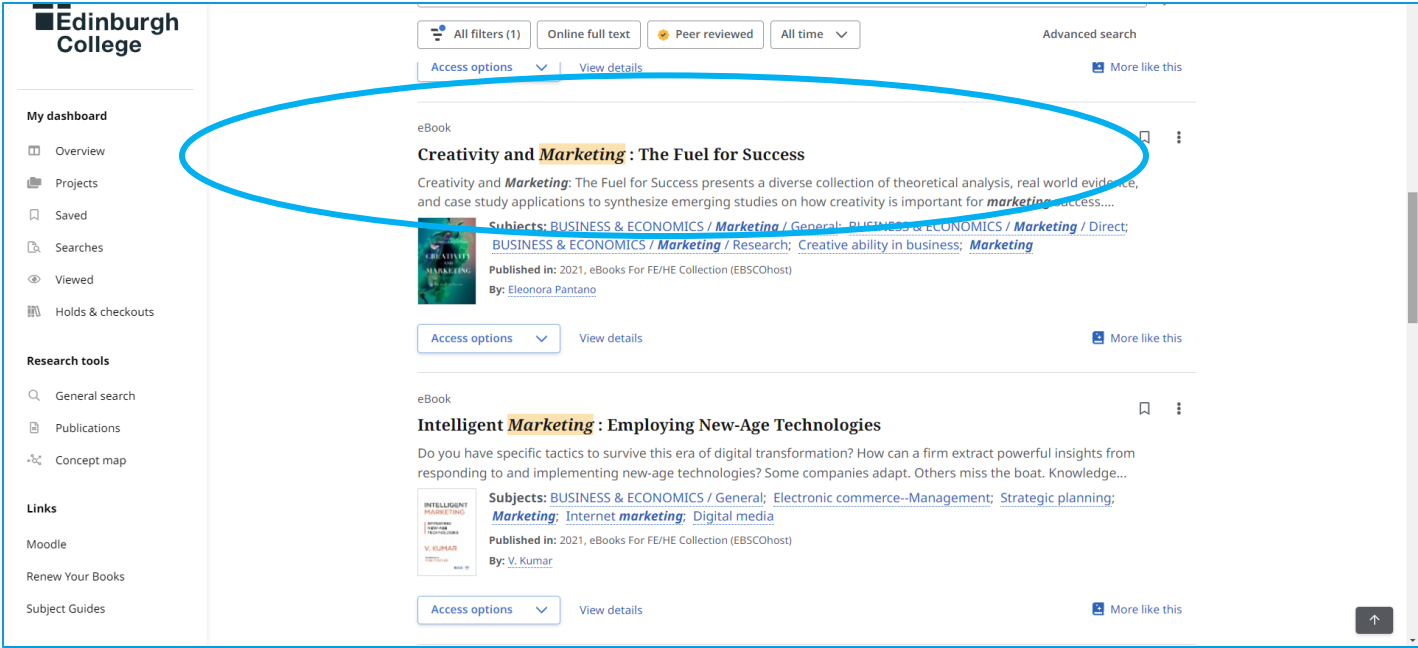 Edinburgh
College
My dashboard
Overview
Projects
Saved
Searches
Viewed
Holds & checkouts
Research tools
General search
Publications
Concept map
Links
Moodle
Renew Your Books
Subject Guides
All filters (1) Online full text Peer reviewed All time Advanced search
Access options View details More like this
eBook
Creativity and Marketing : The Fuel for Success
Creativity and Marketing: The Fuel for Success presents a diverse collection of theoretical analysis, real world evidence,
and case study applications to synthesize emerging studies on how creativity is important for marketing success....
CREATIVITY
AND
MARKETING
Subjects: BUSINESS & ECONOMICS / Marketing / General; BUSINESS & ECONOMICS / Marketing / Direct;
BUSINESS & ECONOMICS / Marketing / Research; Creative ability in business; Marketing
Published in: 2021, eBooks For FE/HE Collection (EBSCOhost)
By: Eleonora Pantano
Access options View details More like this
eBook
Intelligent Marketing : Employing New-Age Technologies
Do you have specific tactics to survive this era of digital transformation? How can a firm extract powerful insights from
responding to and implementing new-age technologies? Some companies adapt. Others miss the boat. Knowledge...
INTELLIGENT
MARKETING
EMPLOYING
NEW-AGE
TECHNOLOGIES
V. KUMAR
Subjects: BUSINESS & ECONOMICS / General; Electronic commerce--Management; Strategic planning;
Marketing; Internet marketing; Digital media
Published in: 2021, eBooks For FE/HE Collection (EBSCOhost)
By: V. Kumar
Access options View details More like this